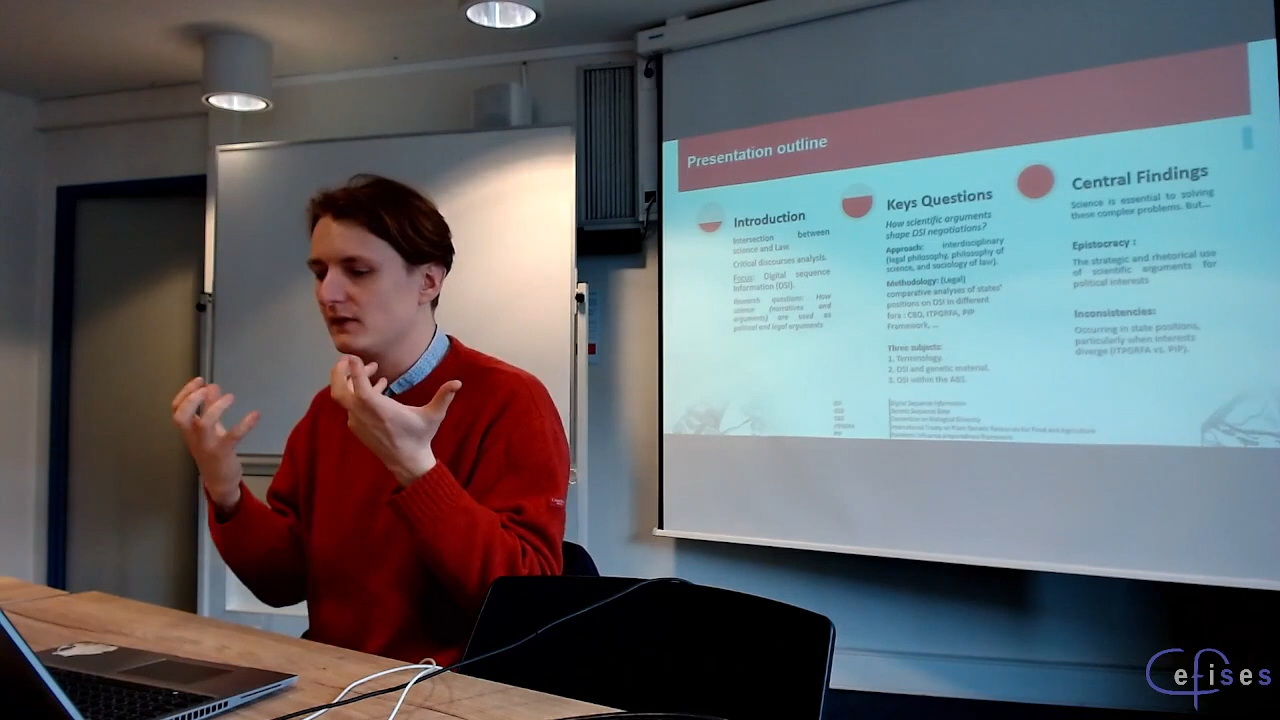 Presentation outline
Introduction
Intersection between
science and Law
Critical discourses analysis.
Focus: Digital sequence
Information (DSI).
Research questions: How
science (narratives and
arguments) are used as
political and legal arguments
Keys Questions
How scientific arguments
shape DSI negotiations?
Approach: Interdisciplinary
(legal philosophy, philosophy of
science, and sociology of law).
Methodology: (Legal)
comparative analyses of states'
positions on DSI in different
fora : CBD, ITPGRFA, PIP
Framework, ...
Three subjects:
1. Terminology.
2. DSI and genetic material.
3. DSI within the ABS.
Central Findings
Science is essential to solving
these complex problems. But...
Epistocracy :
The strategic and rhetorical use
of scientific arguments for
political interests
Inconsistencies:
Occurring in state positions,
particularly when interests
diverge (ITPGRFA vs. PIP).
Digital Sequence Information
Genetic Sequence Data
Convention on Biological Diversity
International Treaty on Plant Genetic Resources for Food and Agriculture
Cefises